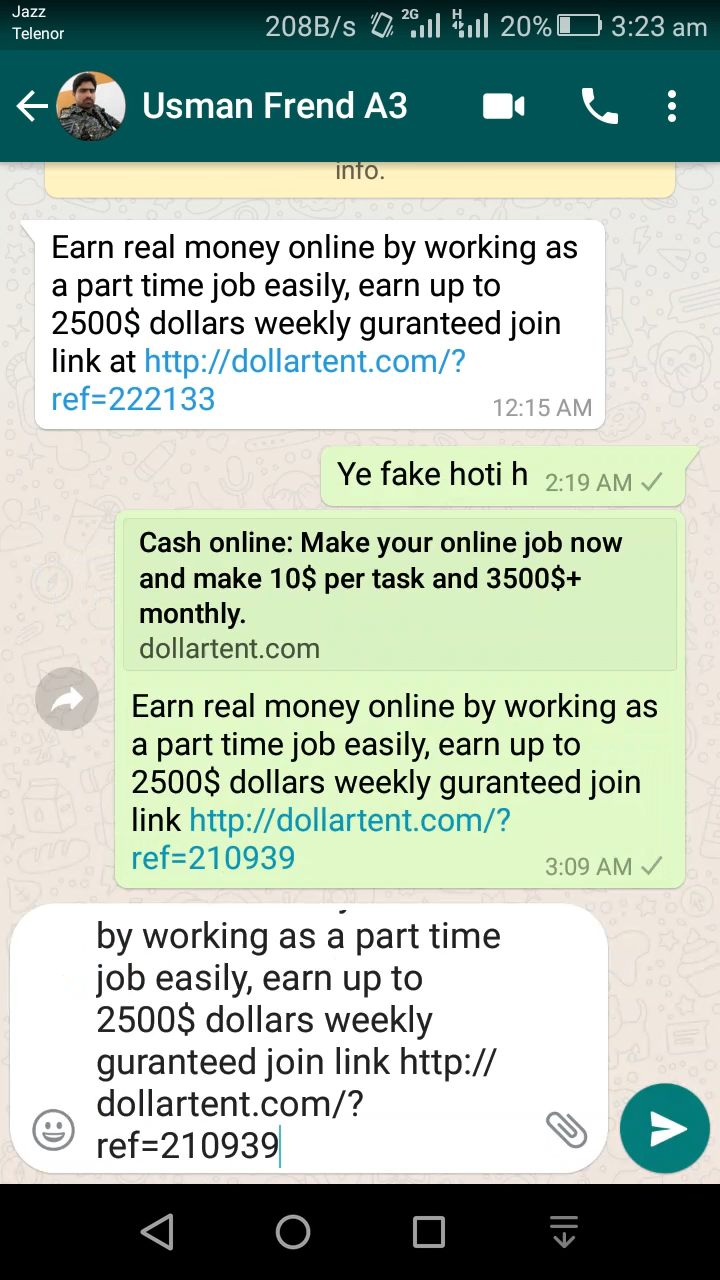 Jazz
Telenor
208B/s 2G H 20% 3:23 am
Usman Frend A3
info.
Earn real money online by working as
a part time job easily, earn up to
2500$ dollars weekly guranteed join
link at http://dollartent.com/?
ref=222133
12:15 AM
Ye fake hoti h 2:19 AM
Cash online: Make your online job now
and make 10$ per task and 3500$+
monthly.
dollartent.com
Earn real money online by working as
a part time job easily, earn up to
2500$ dollars weekly guranteed join
link http://dollartent.com/?
ref=210939
3:09 AM
by working as a part time
job easily, earn up to
2500$ dollars weekly
guranteed join link http://
dollartent.com/?
ref=210939